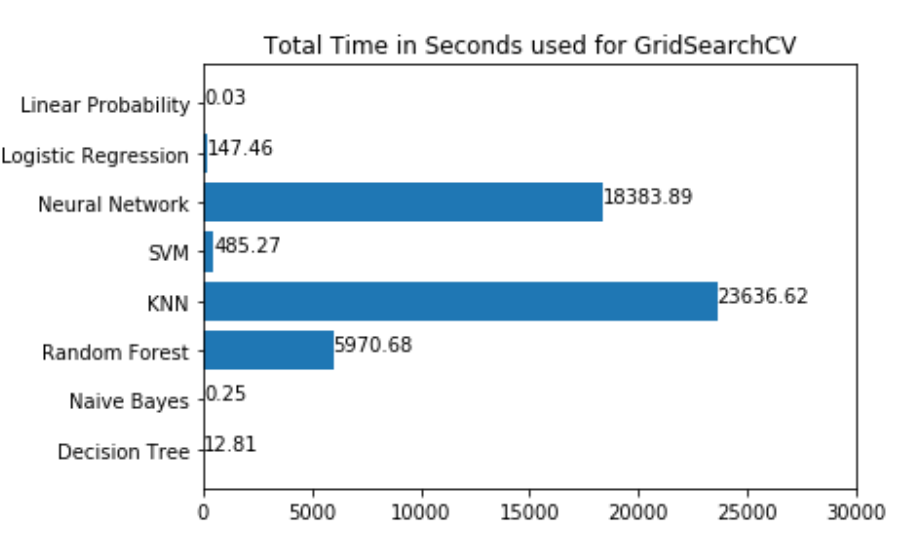 Total Time in Seconds used for GridSearchCV
Linear Probability 0.03
Logistic Regression 147.46
Neural Network 18383.89
SVM 485.27
KNN 23636.62
Random Forest 5970.68
Naive Bayes 0.25
Decision Tree 12.81
0 5000 10000 15000 20000 25000 30000